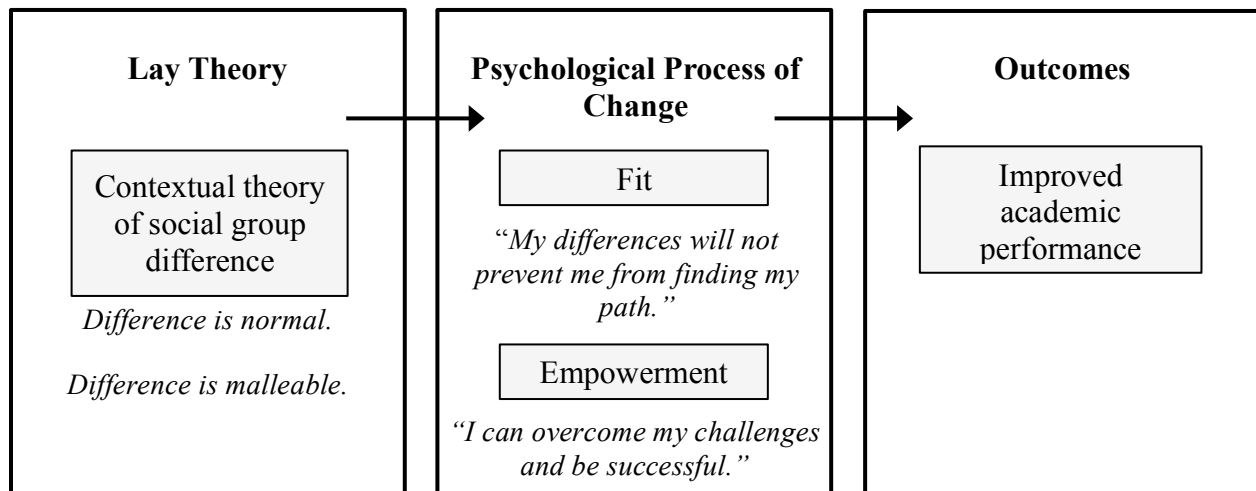 Lay Theory
Contextual theory
of social group
difference
Difference is normal.
Difference is malleable.
Psychological Process of
Change
Fit
“My differences will not
prevent me from finding my
path.”
Empowerment
“I can overcome my challenges
and be successful.”
Outcomes
Improved
academic
performance